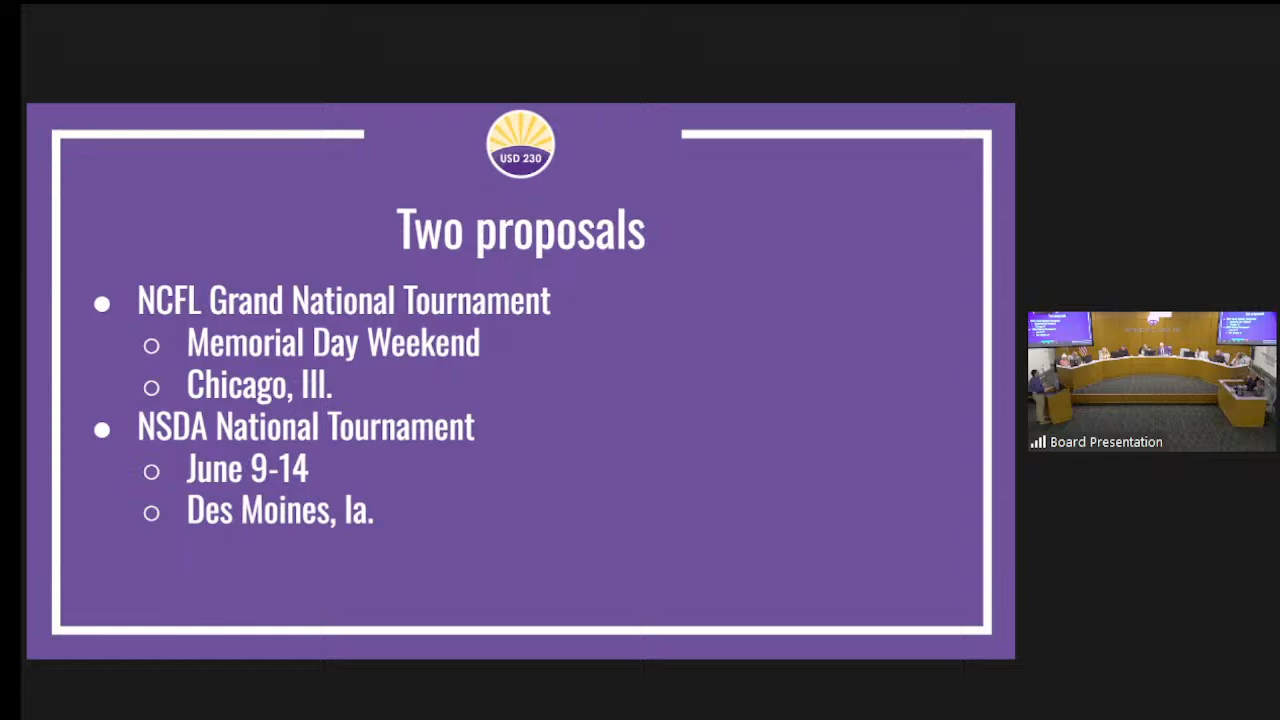 USD 230
Two proposals
● NCFL Grand National Tournament
○ Memorial Day Weekend
○ Chicago, Ill.
● NSDA National Tournament
○ June 9-14
○ Des Moines, Ia.
Board Presentation